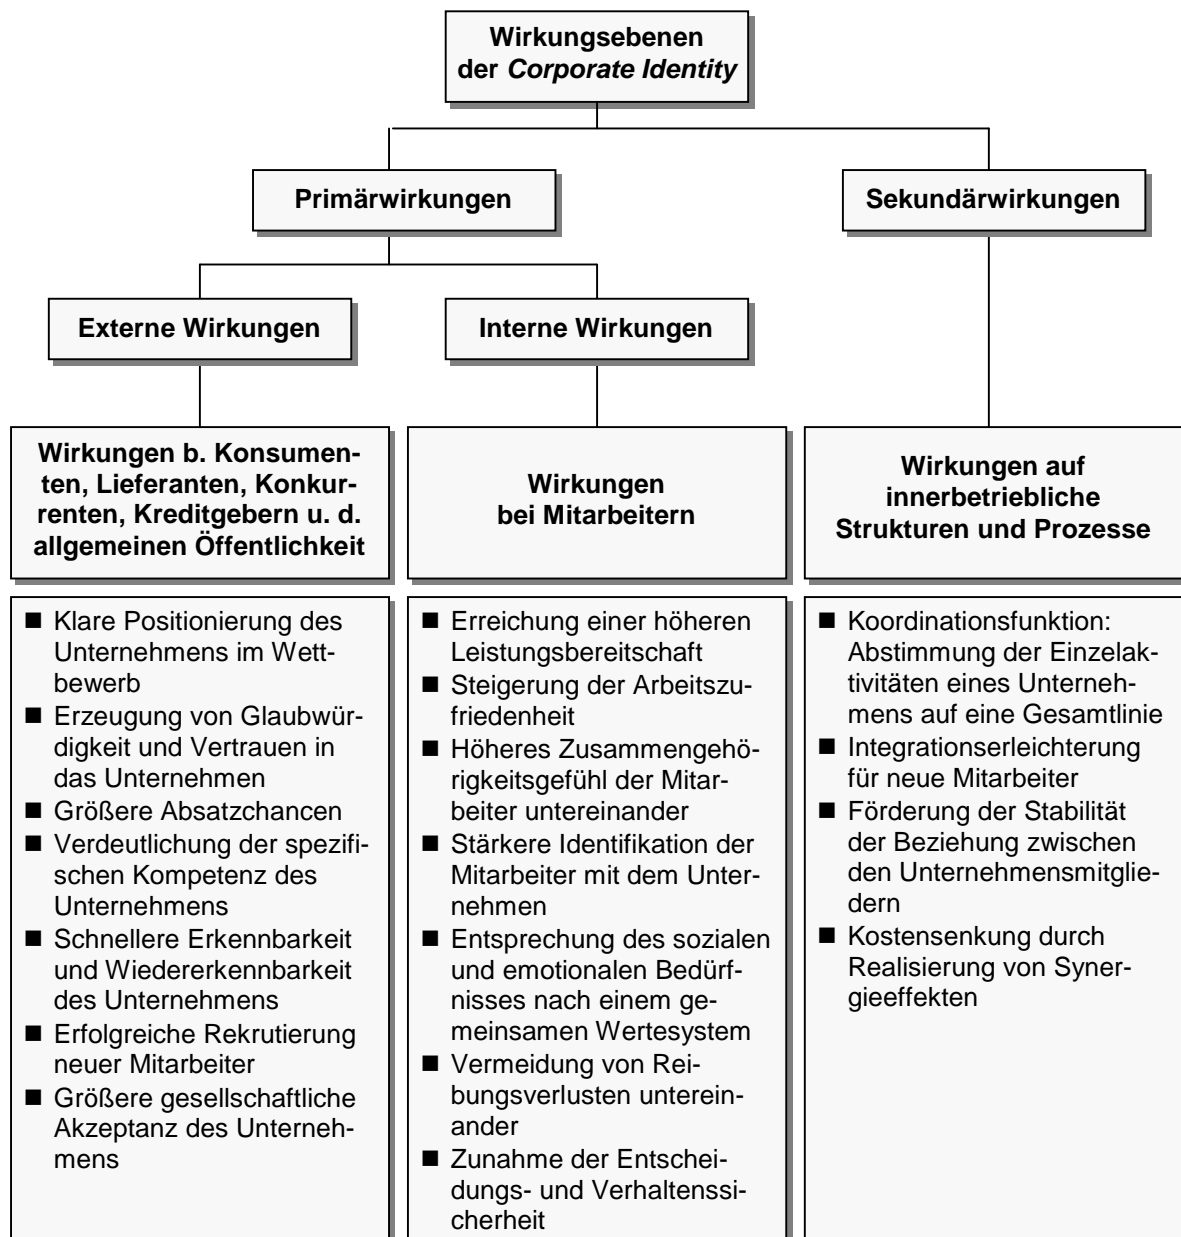 Wirkungsebenen
der Corporate Identity
Primärwirkungen
Sekundärwirkungen
Externe Wirkungen
Interne Wirkungen
Wirkungen b. Konsumen-
ten, Lieferanten, Konkur-
renten, Kreditgebern u. d.
allgemeinen Öffentlichkeit
Wirkungen
bei Mitarbeitern
Wirkungen auf
innerbetriebliche
Strukturen und Prozesse
■ Klare Positionierung des
Unternehmens im Wett-
bewerb
■ Erzeugung von Glaubwür-
digkeit und Vertrauen in
das Unternehmen
■ Größere Absatzchancen
■ Verdeutlichung der spezifi-
schen Kompetenz des
Unternehmens
■ Schnellere Erkennbarkeit
und Wiedererkennbarkeit
des Unternehmens
■ Erfolgreiche Rekrutierung
neuer Mitarbeiter
■ Größere gesellschaftliche
Akzeptanz des Unterneh-
mens
■ Erreichung einer höheren
Leistungsbereitschaft
■ Steigerung der Arbeitszu-
friedenheit
■ Höheres Zusammengehö-
rigkeitsgefühl der Mitar-
beiter untereinander
■ Stärkere Identifikation der
Mitarbeiter mit dem Unter-
nehmen
■ Entsprechung des sozialen
und emotionalen Bedürf-
nisses nach einem ge-
meinsamen Wertesystem
■ Vermeidung von Rei-
bungsverlusten unterein-
ander
■ Zunahme der Entschei-
dungs- und Verhaltenssi-
cherheit
■ Koordinationsfunktion:
Abstimmung der Einzelak-
tivitäten eines Unterneh-
mens auf eine Gesamtlinie
■ Integrationserleichterung
für neue Mitarbeiter
■ Förderung der Stabilität
der Beziehung zwischen
den Unternehmensmitglie-
dern
■ Kostensenkung durch
Realisierung von Syner-
gieeffekten